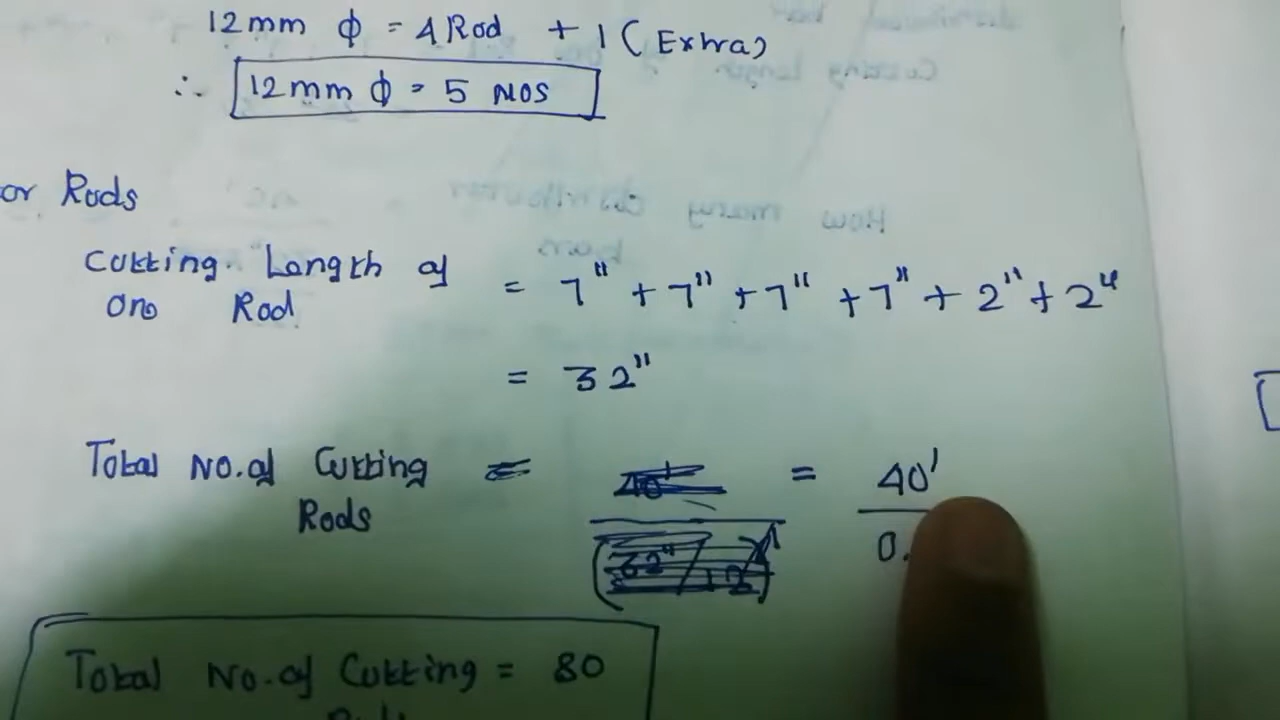 12mm ϕ = 4 Rod + 1 (Extra)
∴ 12mm ϕ = 5 NOS
or Rods
Cutting Length of = 7" + 7" + 7" + 7" + 2" + 2"
One Rod
= 32"
Total No. of Cutting = = 40'
Rods 0.
Total No. of Cutting = 80